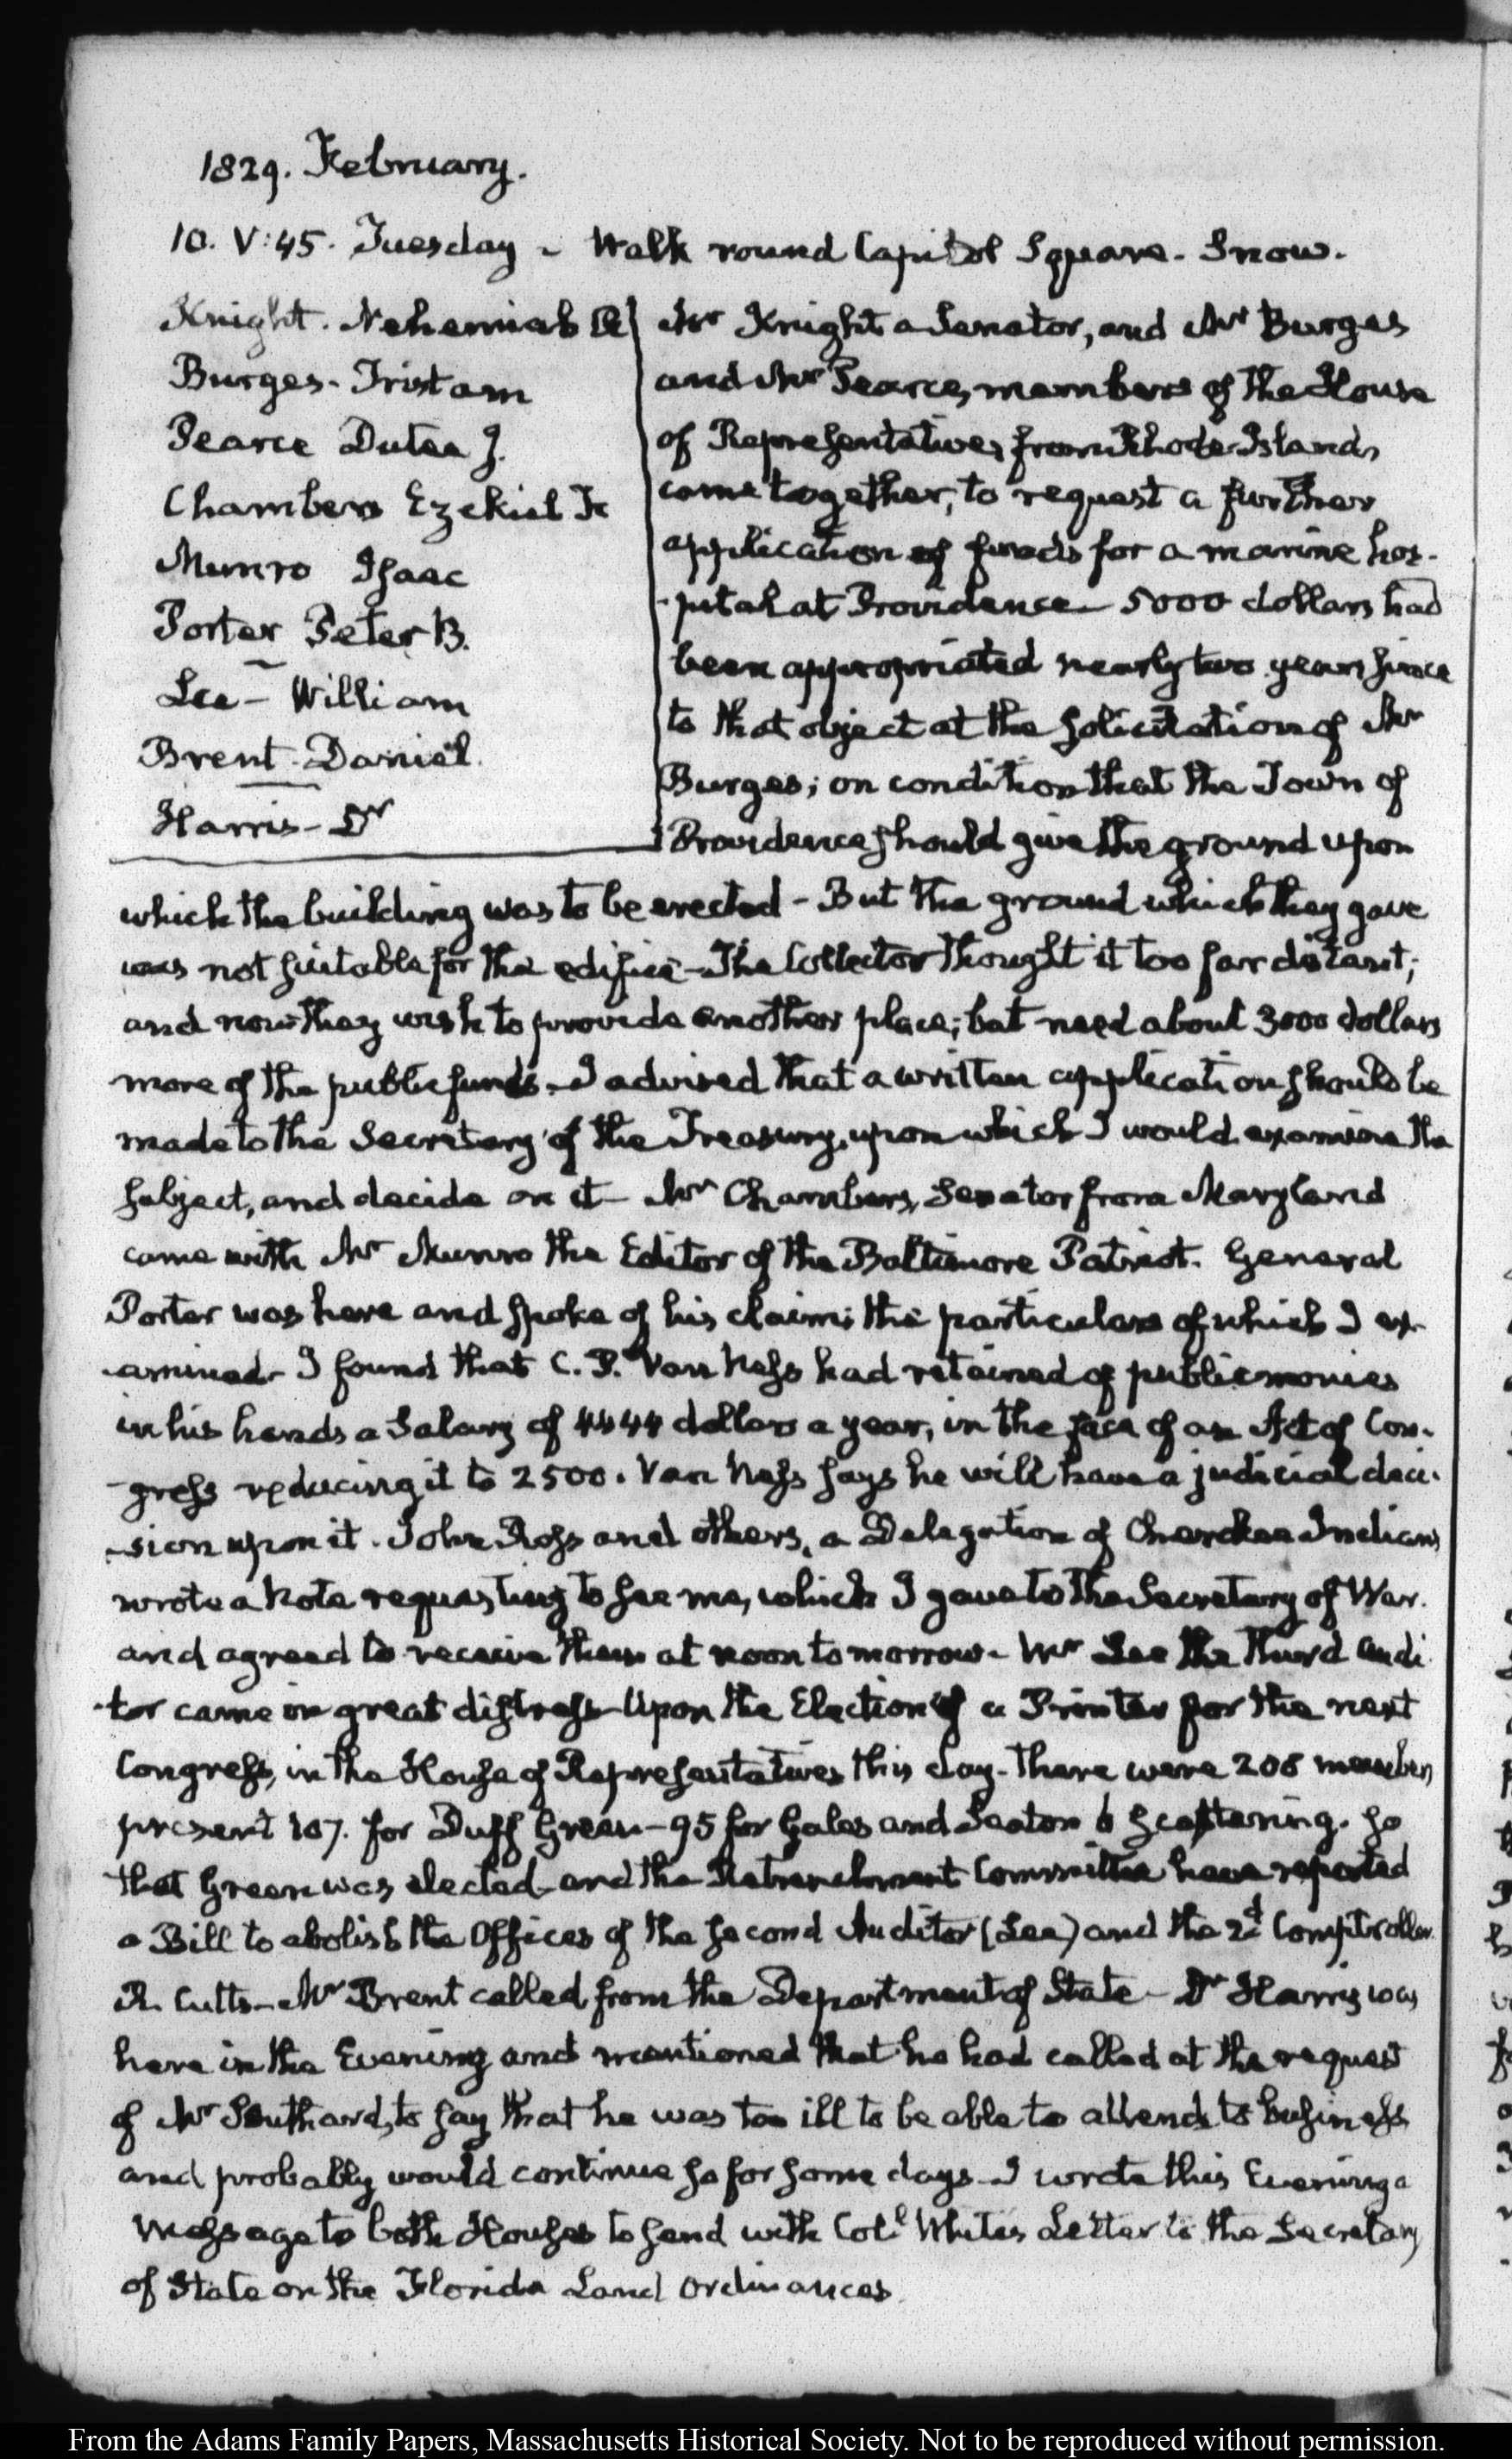 1829. February.
10. V:45. Tuesday - Walk round Capitol Square. Snow.
Knight. Nehemiah R
Burges. Tristam
Pearce Dutee J.
Chambers Ezekiel F
Munro Isaac
Porter Peter B.
Lee - William
Brent. Daniel.
Harris - Dr
Mr Knight a Senator, and Mr Burges
and Mr Pearce, members of the House
of Representatives from Rhode-Island,
came together, to request a further
application of funds for a marine hos-
-pital at Providence - 5000 dollars had
been appropriated nearly two years since
to that object at the solicitation of Mr
Burges; on condition that the Town of
Providence should give the ground upon
which the building was to be erected - But the ground which they gave
was not suitable for the edifice - The Collector thought it too far distant;
and now they wish to provide another place; but need about 3000 dollars
more of the public funds. I advised that a written application should be
made to the Secretary of the Treasury, upon which I would examine the
subject, and decide on it - Mr Chambers, Senator from Maryland
came with Mr Munro the Editor of the Baltimore Patriot. General
Porter was here and spoke of his claim; the particulars of which I ex-
-amined. I found that C. P. Van Ness had retained of public monies
in his hands a Salary of 4444 dollars a year, in the face of an Act of Con-
-gress reducing it to 2500. Van Ness says he will have a judicial deci-
-sion upon it. John Ross and others, a Delegation of Cherokee Indians
wrote a Note requesting to see me, which I gave to the Secretary of War.
and agreed to receive them at noon to morrow. Mr Lee the third Audi
-tor came in great distress - Upon the Election of a Printer for the next
Congress, in the House of Representatives this day. There were 208 members
present 107. for Duff Green - 95 for Gales and Seaton 6 scattering. So
that Green was elected - and the Retrenchment Committee have reported
a Bill to abolish the Offices of the second Auditor (Lee) and the 2d Comptroller
R. Cutts - Mr Brent called from the Department of State - Dr Harris was
here in the Evening and mentioned that he had called at the request
of Mr Southard, to say that he was too ill to be able to attend to business
and probably would continue so for some days - I wrote this Evening a
Message to both Houses to send with Coll White's Letter to the Secretary
of State on the Florida Land Ordinances.
From the Adams Family Papers, Massachusetts Historical Society. Not to be reproduced without permission.